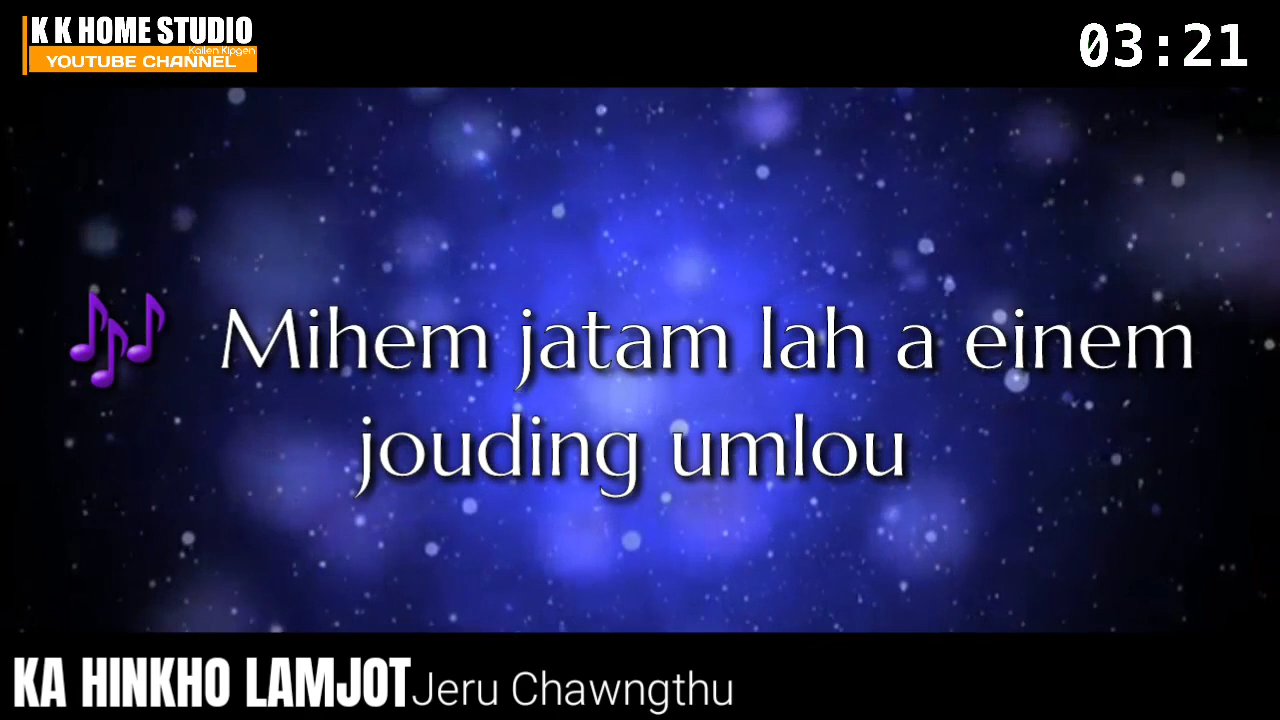 K K HOME STUDIO
Kailen Kipgen
YOUTUBE CHANNEL
03:21
Mihem jatam lah a einem
jouding umlou
KA HINKHO LAMJOT Jeru Chawngthu